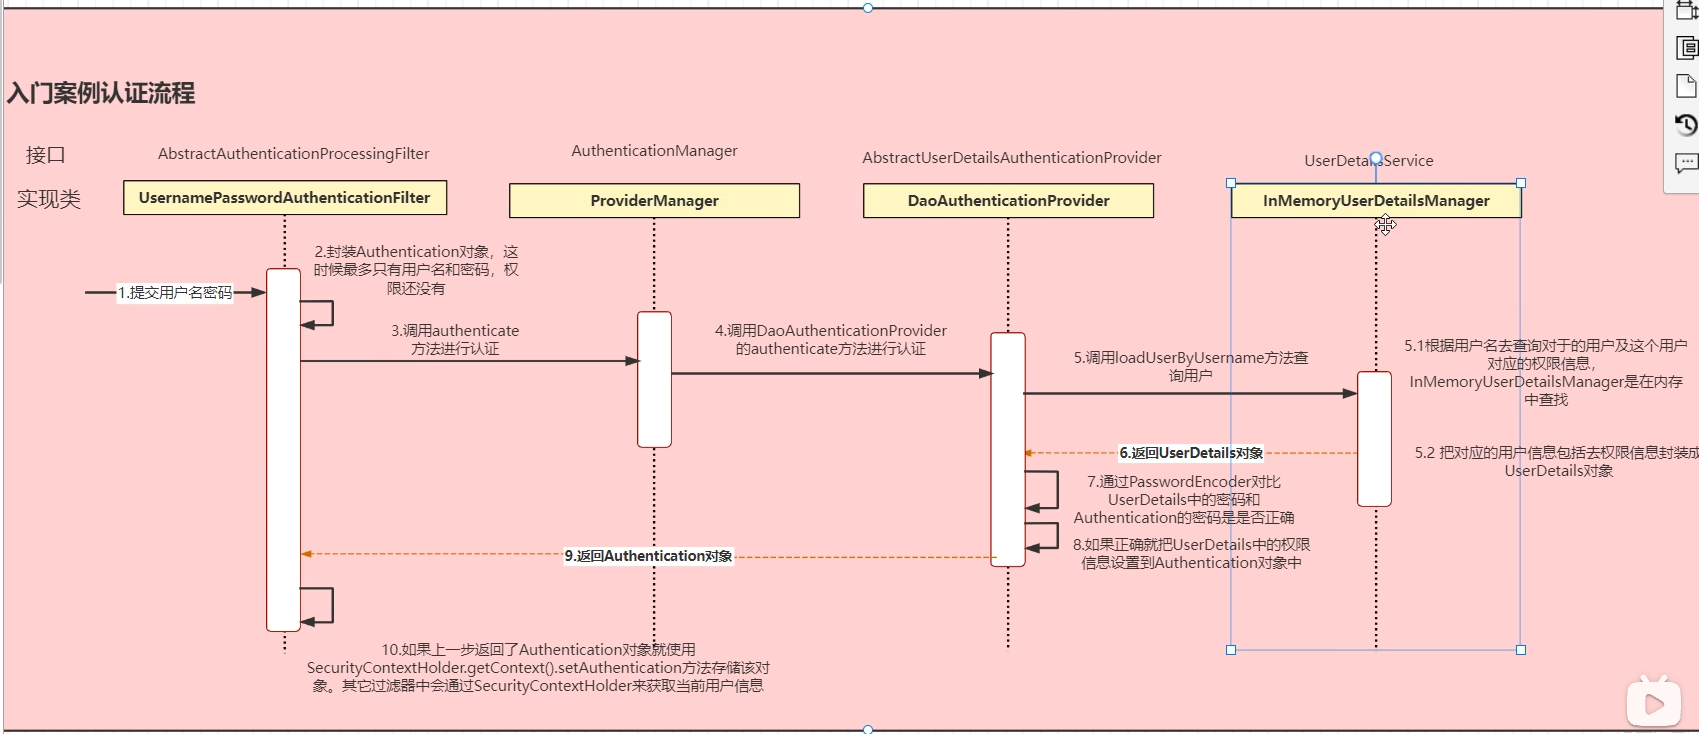 入门案例认证流程
接口
AbstractAuthenticationProcessingFilter
AuthenticationManager
AbstractUserDetailsAuthenticationProvider
UserDetailsService
实现类
UsernamePasswordAuthenticationFilter
ProviderManager
DaoAuthenticationProvider
InMemoryUserDetailsManager
1.提交用户名密码
2.封装Authentication对象，这
时候最多只有用户名和密码，权
限还没有
3.调用authenticate
方法进行认证
4.调用DaoAuthenticationProvider
的authenticate方法进行认证
5.调用loadUserByUsername方法查
询用户
5.1根据用户名去查询对于的用户及这个用户
对应的权限信息，
InMemoryUserDetailsManager是在内存
中查找
5.2 把对应的用户信息包括去权限信息封装成
UserDetails对象
6.返回UserDetails对象
7.通过PasswordEncoder对比
UserDetails中的密码和
Authentication的密码是是否正确
8.如果正确就把UserDetails中的权限
信息设置到Authentication对象中
9.返回Authentication对象
10.如果上一步返回了Authentication对象就使用
SecurityContextHolder.getContext().setAuthentication方法存储该对
象。其它过滤器中会通过SecurityContextHolder来获取当前用户信息